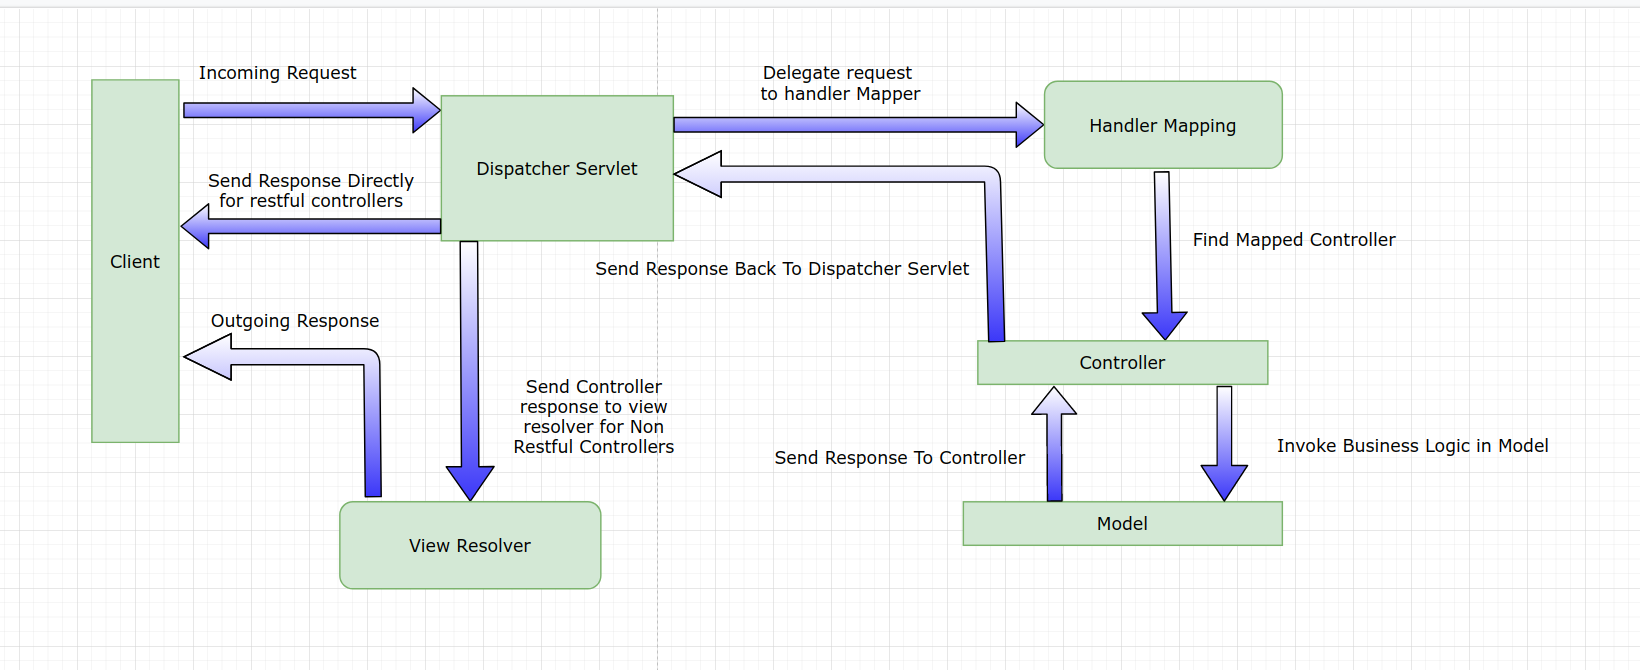 Incoming Request
Delegate request
to handler Mapper
Handler Mapping
Dispatcher Servlet
Send Response Directly
for restful controllers
Find Mapped Controller
Client
Send Response Back To Dispatcher Servlet
Outgoing Response
Controller
Send Controller
response to view
resolver for Non
Restful Controllers
Send Response To Controller
Invoke Business Logic in Model
Model
View Resolver